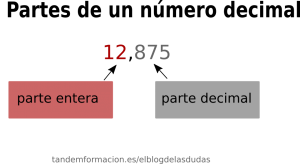 Partes de un número decimal
12,875
parte entera
parte decimal
tandemformacion.es/elblogdelasdudas